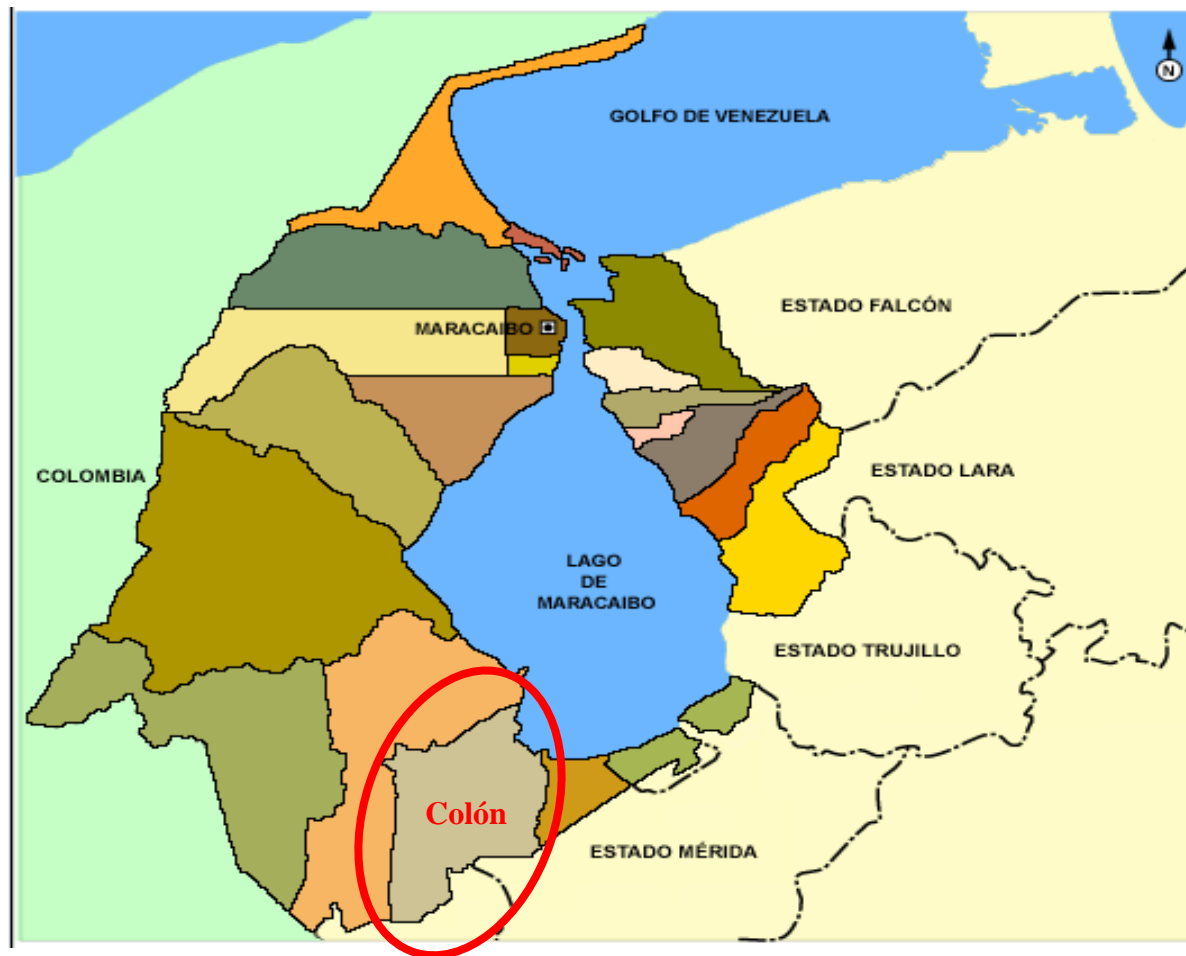 N
GOLFO DE VENEZUELA
ESTADO FALCÓN
MARACAIBO
COLOMBIA
ESTADO LARA
LAGO
DE
MARACAIBO
ESTADO TRUJILLO
Colón
ESTADO MÉRIDA